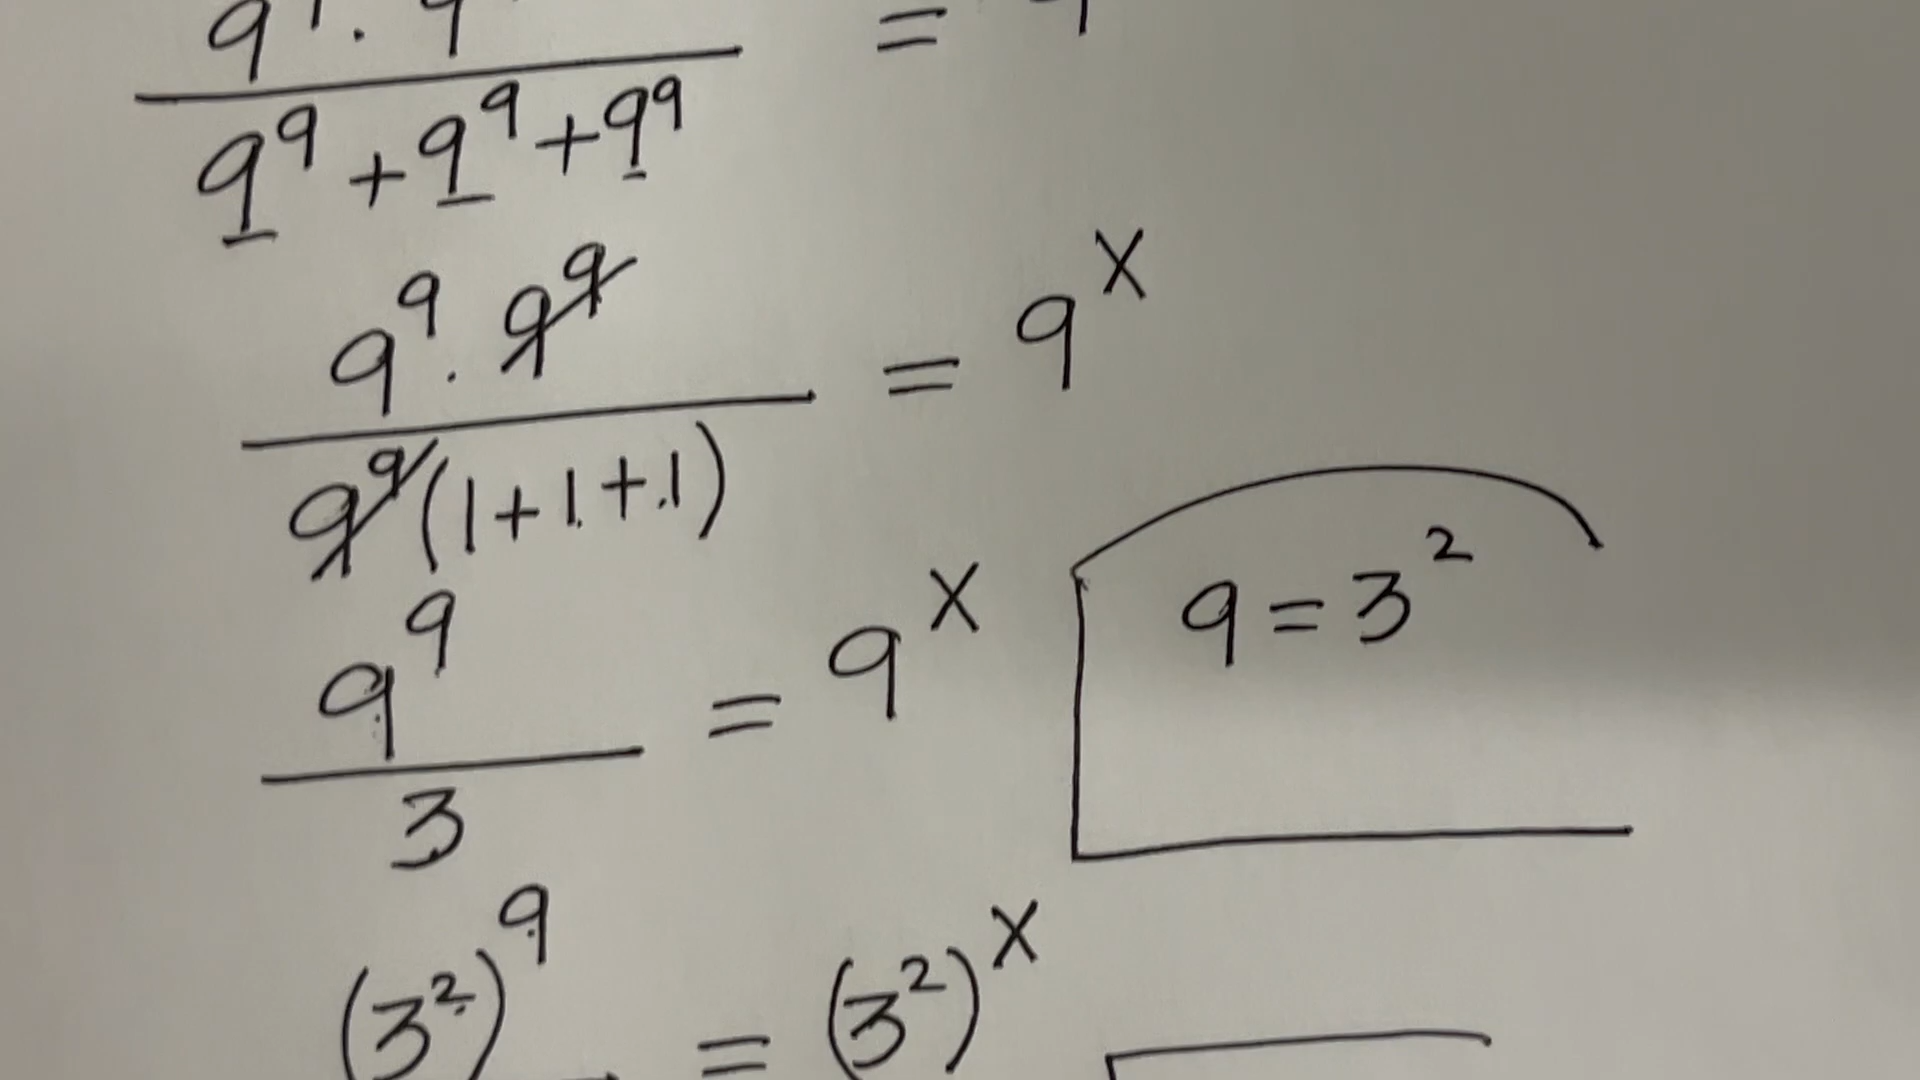 9 · 9 =
9⁹ + 9⁹ + 9⁹
9⁹ · 9⁹ = 9ˣ
9⁹(1+1+1)
9⁹ = 9ˣ
3
9 = 3²
(3²)⁹ = (3²)ˣ